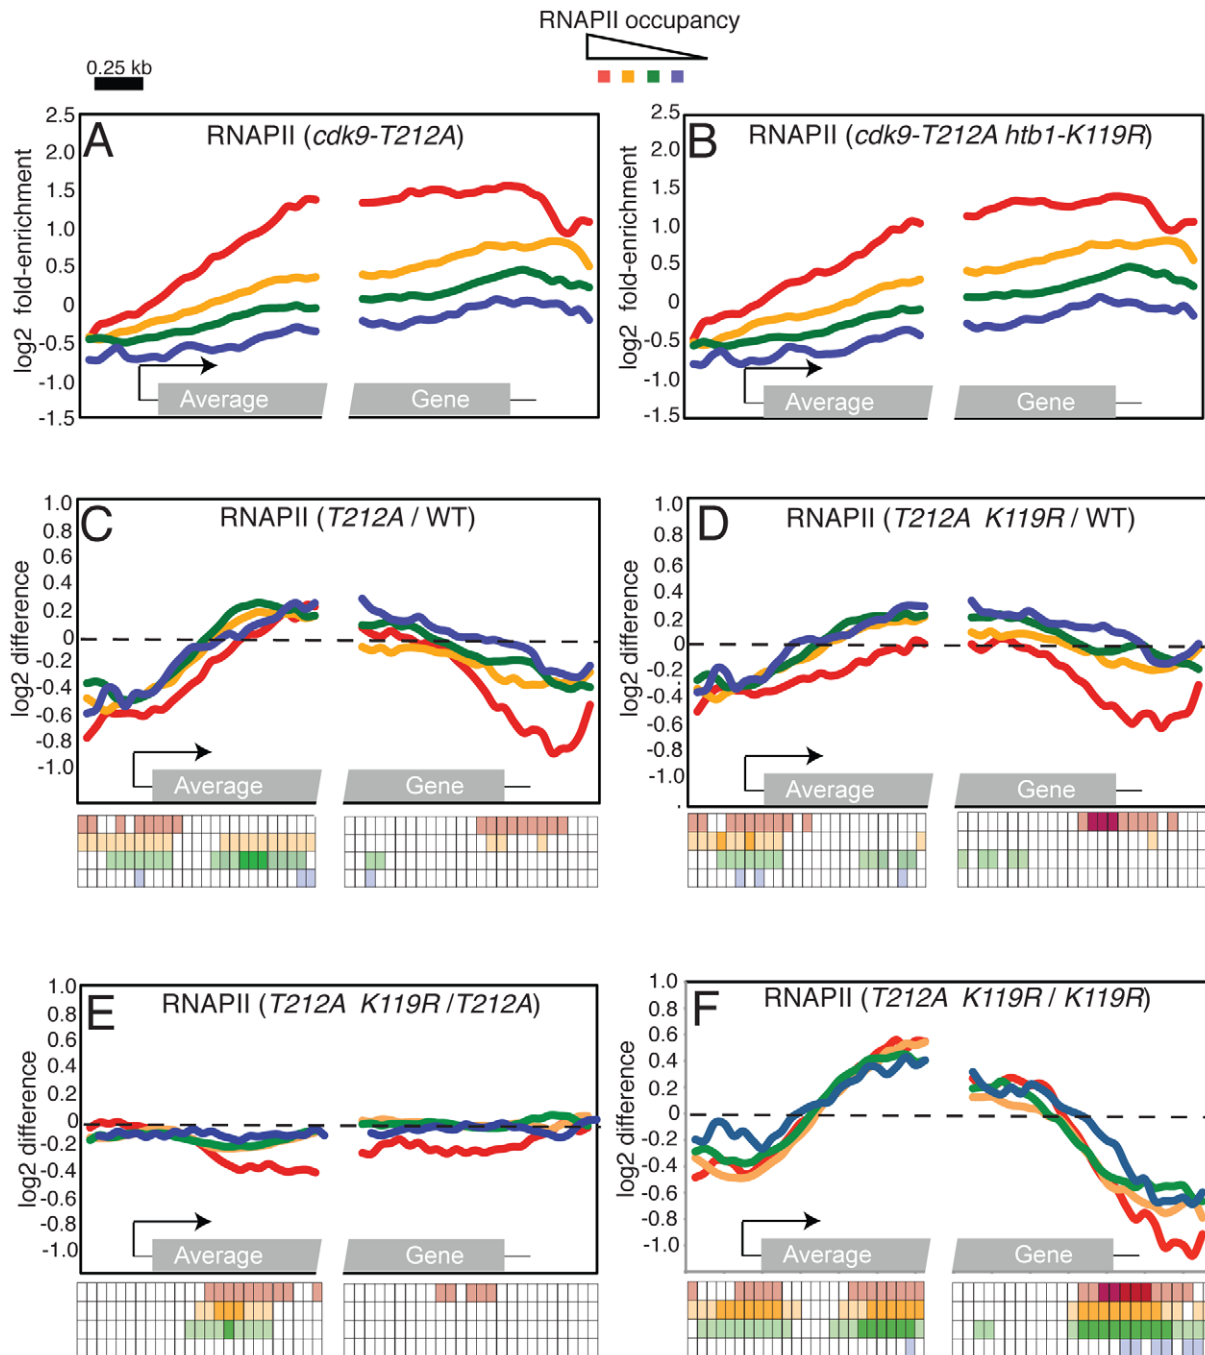 RNAPII occupancy
0.25 kb
A
RNAPII (cdk9-T212A)
log2 fold-enrichment
2.5
2.0
1.5
1.0
0.5
0
-0.5
-1.0
-1.5
Average
Gene
B
RNAPII (cdk9-T212A htb1-K119R)
log2 fold-enrichment
2.5
2.0
1.5
1.0
0.5
0
-0.5
-1.0
-1.5
Average
Gene
C
RNAPII (T212A / WT)
log2 difference
1.0
0.8
0.6
0.4
0.2
0
-0.2
-0.4
-0.6
-0.8
-1.0
Average
Gene
D
RNAPII (T212A K119R / WT)
log2 difference
1.0
0.8
0.6
0.4
0.2
0
-0.2
-0.4
-0.6
-0.8
-1.0
Average
Gene
E
RNAPII (T212A K119R /T212A)
log2 difference
1.0
0.8
0.6
0.4
0.2
0
-0.2
-0.4
-0.6
-0.8
-1.0
Average
Gene
F
RNAPII (T212A K119R / K119R)
log2 difference
1.0
0.8
0.6
0.4
0.2
0
-0.2
-0.4
-0.6
-0.8
-1.0
Average
Gene